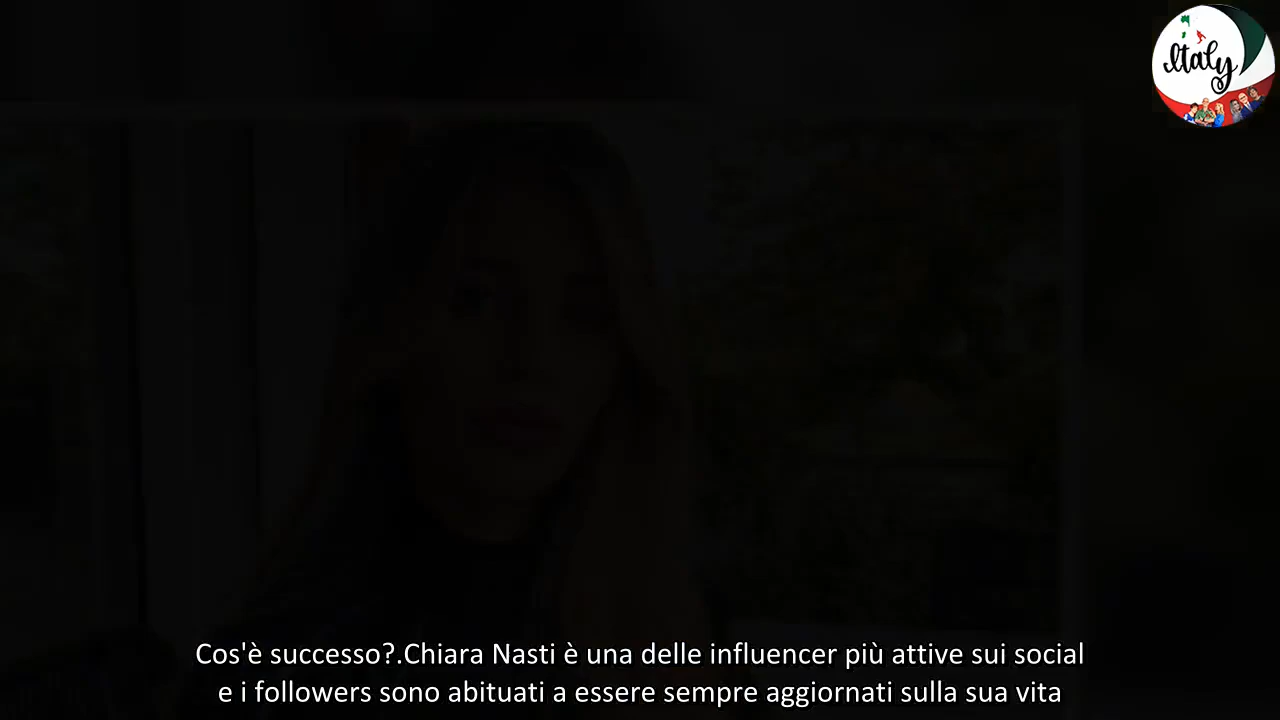 Italy
Cos'è successo?.Chiara Nasti è una delle influencer più attive sui social
e i followers sono abituati a essere sempre aggiornati sulla sua vita